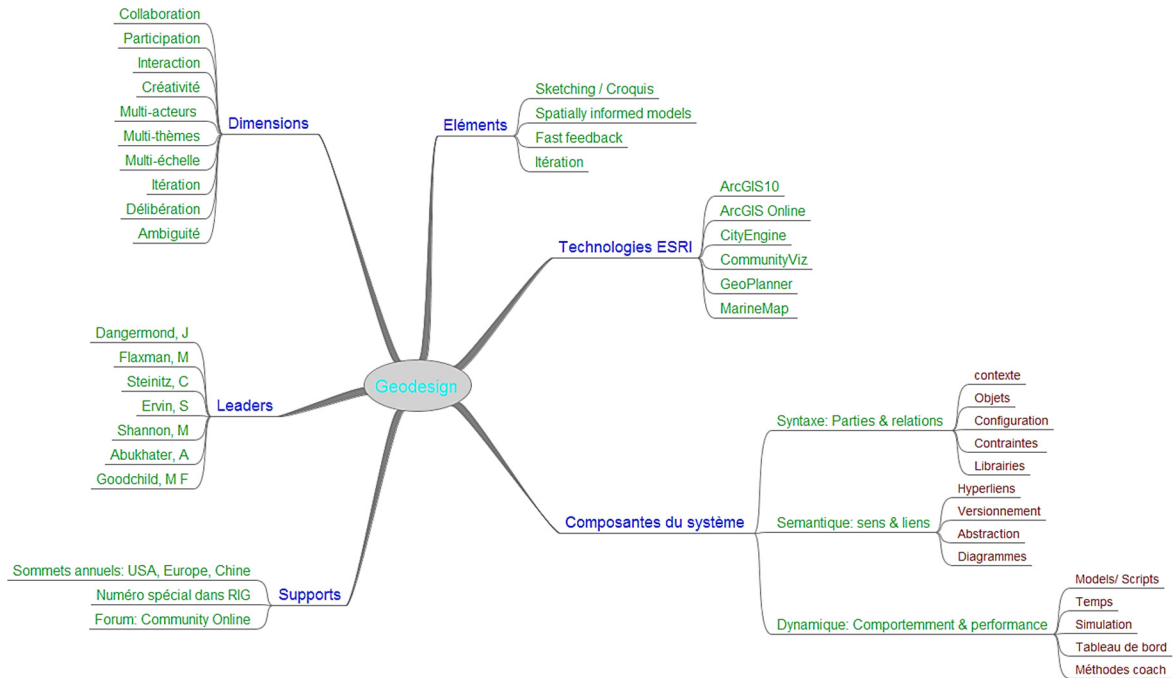 Geodesign
Dimensions
Collaboration
Participation
Interaction
Créativité
Multi-acteurs
Multi-thèmes
Multi-échelle
Itération
Délibération
Ambiguité
Eléments
Sketching / Croquis
Spatially informed models
Fast feedback
Itération
Technologies ESRI
ArcGIS10
ArcGIS Online
CityEngine
CommunityViz
GeoPlanner
MarineMap
Leaders
Dangermond, J
Flaxman, M
Steinitz, C
Ervin, S
Shannon, M
Abukhater, A
Goodchild, M F
Supports
Sommets annuels: USA, Europe, Chine
Numéro spécial dans RIG
Forum: Community Online
Composantes du système
Syntaxe: Parties & relations
contexte
Objets
Configuration
Contraintes
Librairies
Semantique: sens & liens
Hyperliens
Versionnement
Abstraction
Diagrammes
Dynamique: Comportemment & performance
Models/ Scripts
Temps
Simulation
Tableau de bord
Méthodes coach